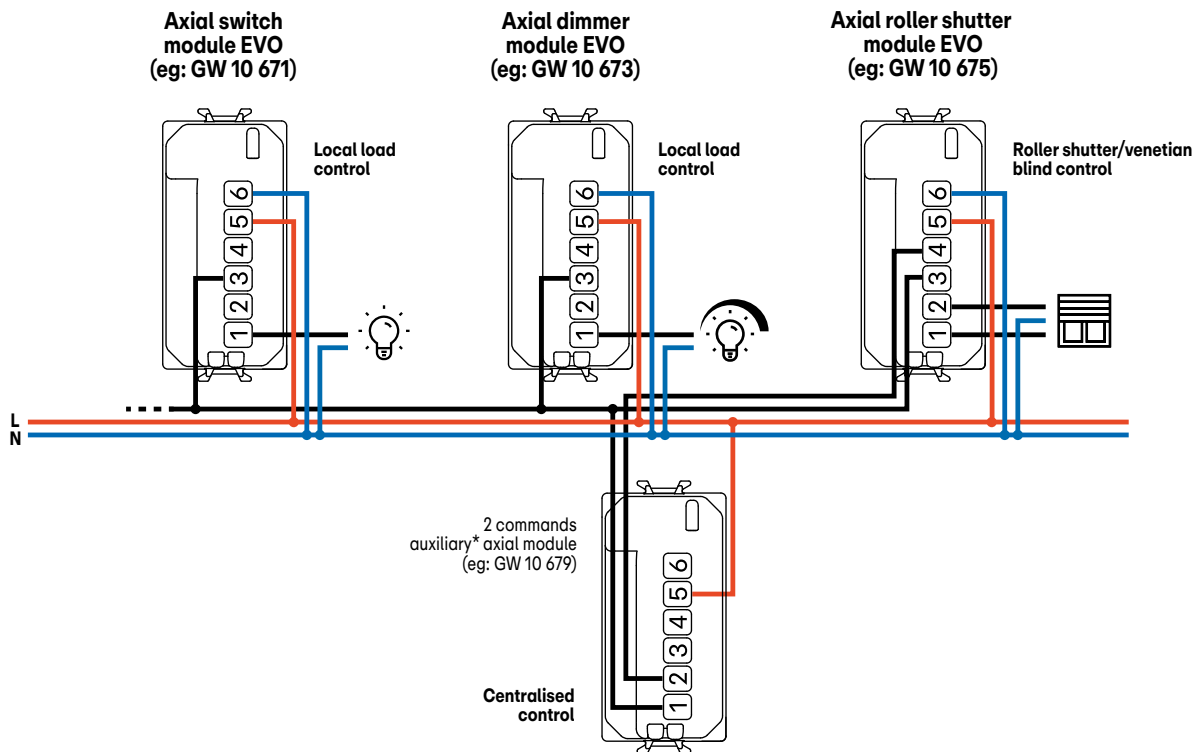 Axial switch
module EVO
(eg: GW 10 671)
Axial dimmer
module EVO
(eg: GW 10 673)
Axial roller shutter
module EVO
(eg: GW 10 675)
Local load
control
6
5
4
3
2
1
Local load
control
6
5
4
3
2
1
Roller shutter/venetian
blind control
6
5
4
3
2
1
L
N
2 commands
auxiliary* axial module
(eg: GW 10 679)
6
5
4
3
2
1
Centralised
control